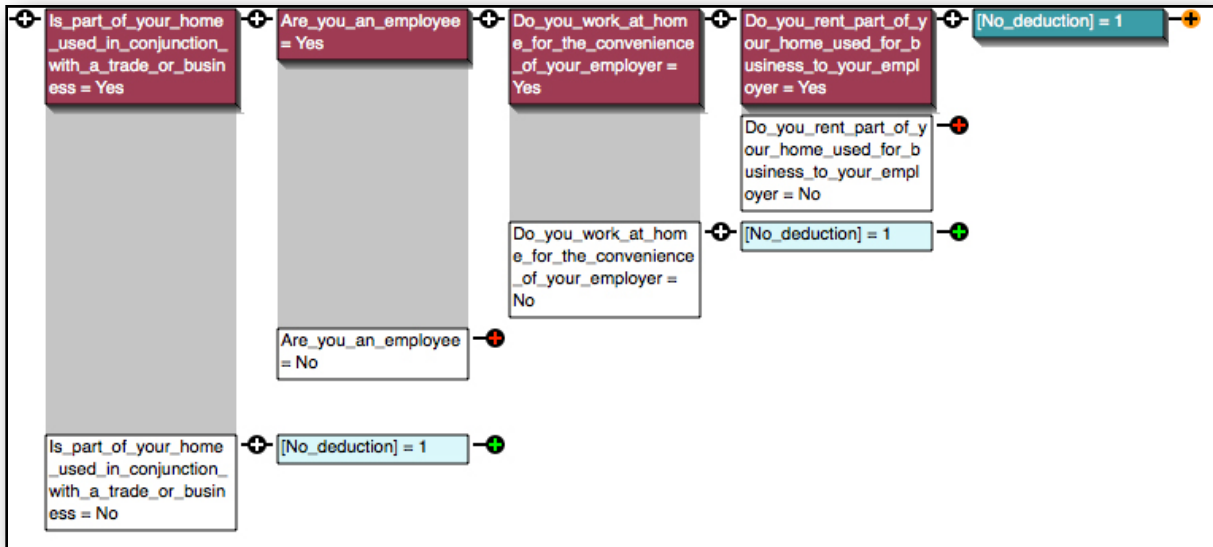 Is_part_of_your_home
_used_in_conjunction_
with_a_trade_or_busin
ess = Yes
Are_you_an_employee
= Yes
Do_you_work_at_hom
e_for_the_convenience
_of_your_employer =
Yes
Do_you_rent_part_of_y
our_home_used_for_b
usiness_to_your_empl
oyer = Yes
[No_deduction] = 1
Do_you_rent_part_of_y
our_home_used_for_b
usiness_to_your_empl
oyer = No
Do_you_work_at_hom
e_for_the_convenience
_of_your_employer =
No
[No_deduction] = 1
Are_you_an_employee
= No
Is_part_of_your_home
_used_in_conjunction_
with_a_trade_or_busin
ess = No
[No_deduction] = 1